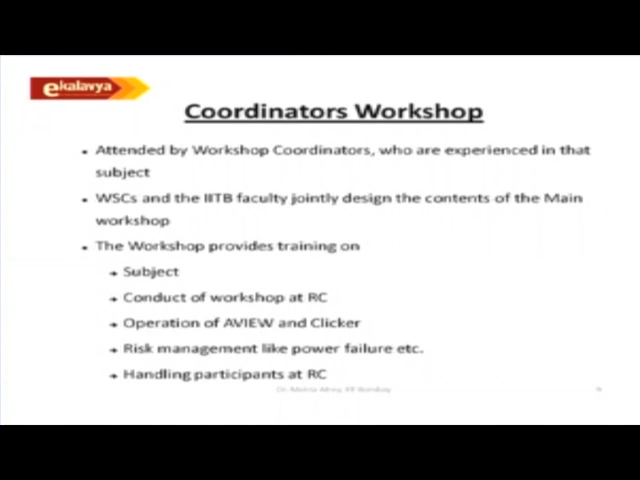 ekalavya
Coordinators Workshop
• Attended by Workshop Coordinators, who are experienced in that
subject
• WSCs and the IITB faculty jointly design the contents of the Main
workshop
• The Workshop provides training on
→ Subject
→ Conduct of workshop at RC
→ Operation of AVIEW and Clicker
→ Risk management like power failure etc.
→ Handling participants at RC